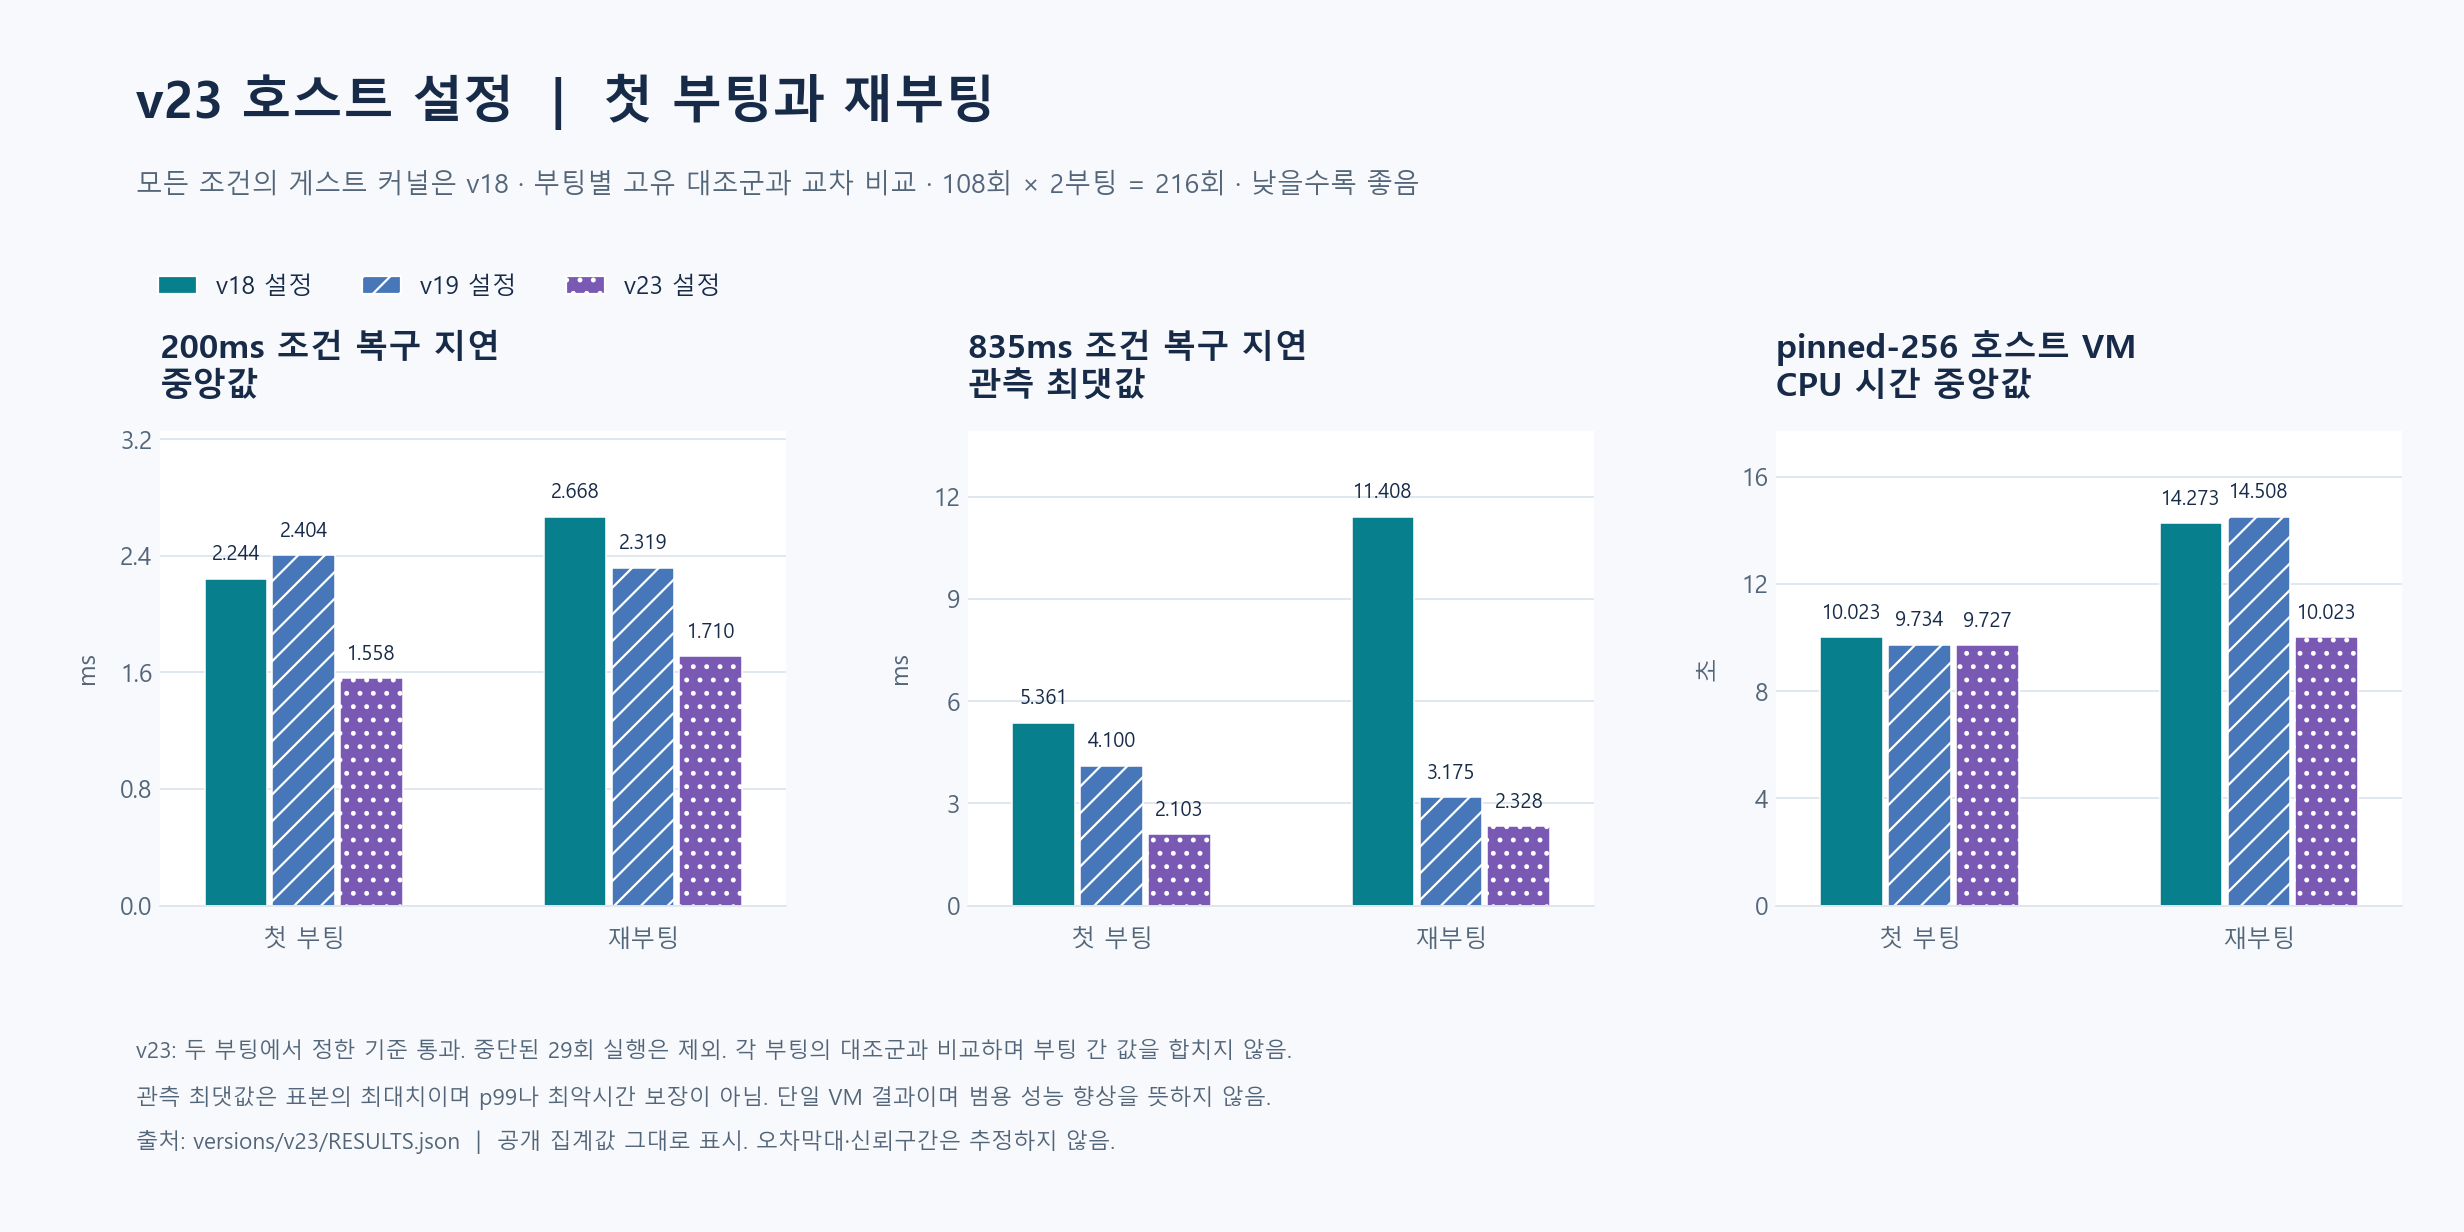 v23 호스트 설정 | 첫 부팅과 재부팅
모든 조건의 게스트 커널은 v18 · 부팅별 고유 대조군과 교차 비교 · 108회 × 2부팅 = 216회 · 낮을수록 좋음
v18 설정 v19 설정 v23 설정
200ms 조건 복구 지연
중앙값
3.2
2.4
1.6
0.8
0.0
ms
2.244
2.404
1.558
2.668
2.319
1.710
첫 부팅
재부팅
835ms 조건 복구 지연
관측 최댓값
12
9
6
3
0
ms
5.361
4.100
2.103
11.408
3.175
2.328
첫 부팅
재부팅
pinned-256 호스트 VM
CPU 시간 중앙값
16
12
8
4
0
초
10.023
9.734
9.727
14.273
14.508
10.023
첫 부팅
재부팅
v23: 두 부팅에서 정한 기준 통과. 중단된 29회 실행은 제외. 각 부팅의 대조군과 비교하며 부팅 간 값을 합치지 않음.
관측 최댓값은 표본의 최대치이며 p99나 최악시간 보장이 아님. 단일 VM 결과이며 범용 성능 향상을 뜻하지 않음.
출처: versions/v23/RESULTS.json | 공개 집계값 그대로 표시. 오차막대·신뢰구간은 추정하지 않음.